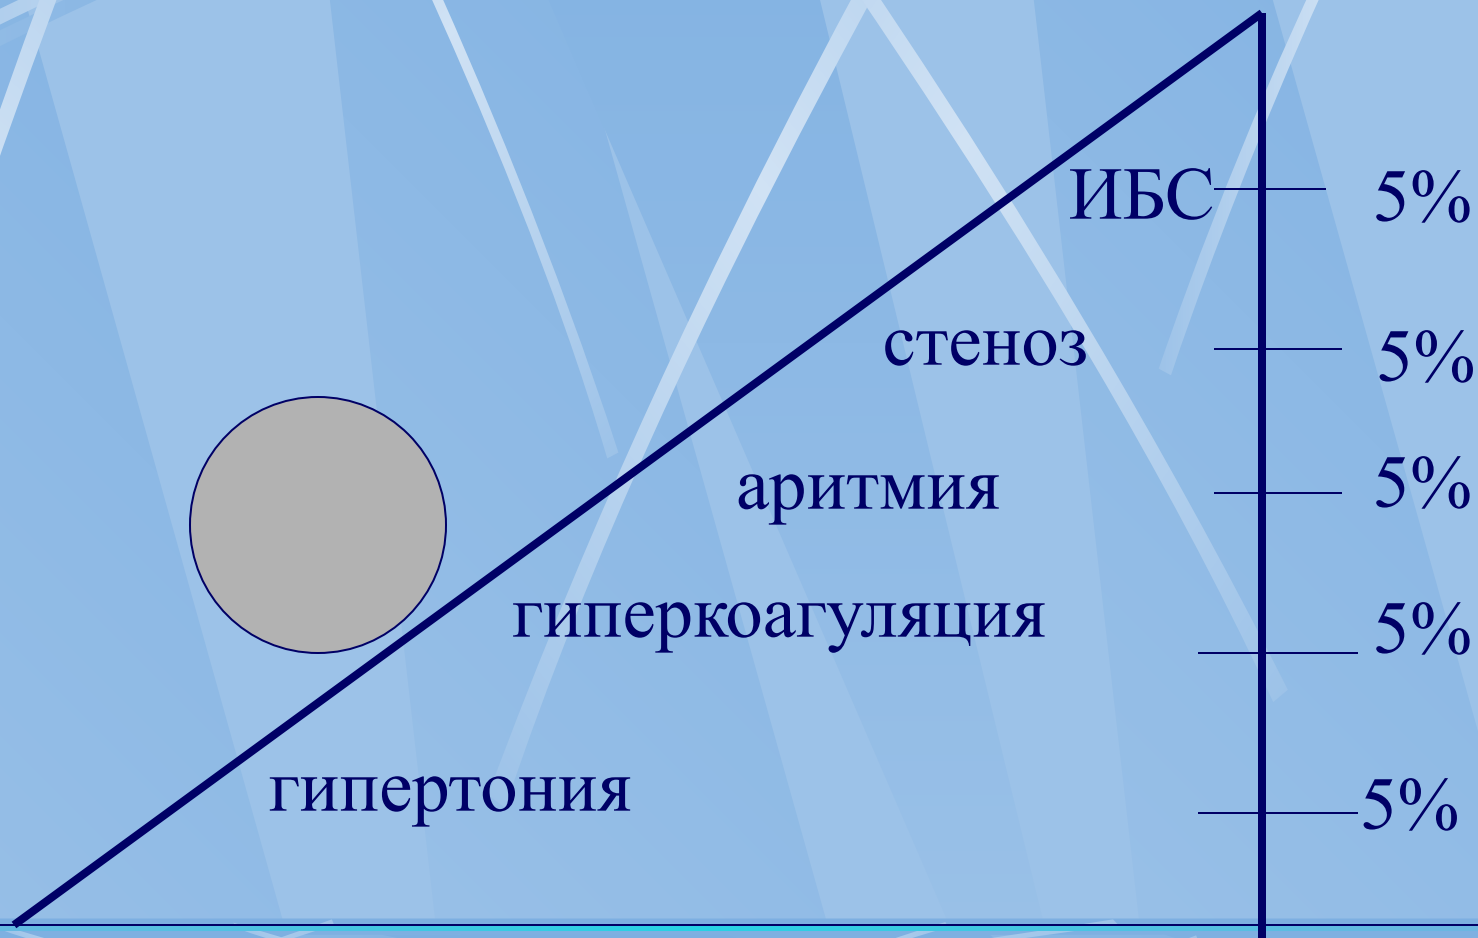 ИБС 5%
стеноз 5%
аритмия 5%
гиперкоагуляция 5%
гипертония 5%